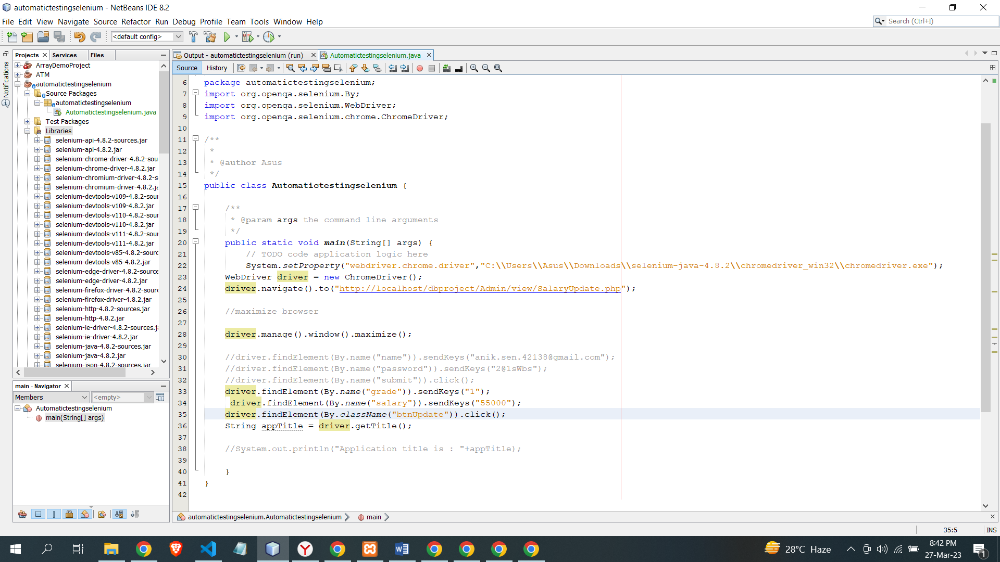 automatictestingselenium - NetBeans IDE 8.2
File Edit View Navigate Source Refactor Run Debug Profile Team Tools Window Help
Search (Ctrl+I)
<default config>
Notifications
Projects Services Files
ArrayDemoProject
ATM
automatictestingselenium
Source Packages
automatictestingselenium
Automatictestingselenium.java
Test Packages
Libraries
selenium-api-4.8.2-sources.jar
selenium-api-4.8.2.jar
selenium-chrome-driver-4.8.2-sou
selenium-chrome-driver-4.8.2.jar
selenium-chromium-driver-4.8.2-s
selenium-chromium-driver-4.8.2.ja
selenium-devtools-v109-4.8.2-sour
selenium-devtools-v109-4.8.2.jar
selenium-devtools-v110-4.8.2-sour
selenium-devtools-v110-4.8.2.jar
selenium-devtools-v111-4.8.2-sour
selenium-devtools-v111-4.8.2.jar
selenium-devtools-v85-4.8.2-sourc
selenium-devtools-v85-4.8.2.jar
selenium-edge-driver-4.8.2-source
selenium-edge-driver-4.8.2.jar
selenium-firefox-driver-4.8.2-sourc
selenium-firefox-driver-4.8.2.jar
selenium-http-4.8.2-sources.jar
selenium-http-4.8.2.jar
selenium-ie-driver-4.8.2-sources.ja
selenium-ie-driver-4.8.2.jar
selenium-java-4.8.2-sources.jar
selenium-java-4.8.2.jar
selenium-json-4.8.2-sources.jar
main - Navigator
Members <empty>
Automatictestingselenium
main(String[] args)
Output - automatictestingselenium (run) Automatictestingselenium.java
Source History
6 package automatictestingselenium;
7 import org.openqa.selenium.By;
8 import org.openqa.selenium.WebDriver;
9 import org.openqa.selenium.chrome.ChromeDriver;
10
11 /**
12 *
13 * @author Asus
14 */
15 public class Automatictestingselenium {
16
17 /**
18 * @param args the command line arguments
19 */
20 public static void main(String[] args) {
21 // TODO code application logic here
22 System.setProperty("webdriver.chrome.driver","C:\\Users\\Asus\\Downloads\\selenium-java-4.8.2\\chromedriver_win32\\chromedriver.exe");
23 WebDriver driver = new ChromeDriver();
24 driver.navigate().to("http://localhost/dbproject/Admin/view/SalaryUpdate.php");
25
26 //maximize browser
27
28 driver.manage().window().maximize();
29
30 //driver.findElement(By.name("name")).sendKeys("anik.sen.42138@gmail.com");
31 //driver.findElement(By.name("password")).sendKeys("2@1sWbs");
32 //driver.findElement(By.name("submit")).click();
33 driver.findElement(By.name("grade")).sendKeys("1");
34 driver.findElement(By.name("salary")).sendKeys("55000");
35 driver.findElement(By.className("btnUpdate")).click();
36 String appTitle = driver.getTitle();
37
38 //System.out.println("Application title is : "+appTitle);
39
40 }
41 }
42
automatictestingselenium.Automatictestingselenium main
35:5 INS
28°C Haze
8:42 PM
27-Mar-23
1